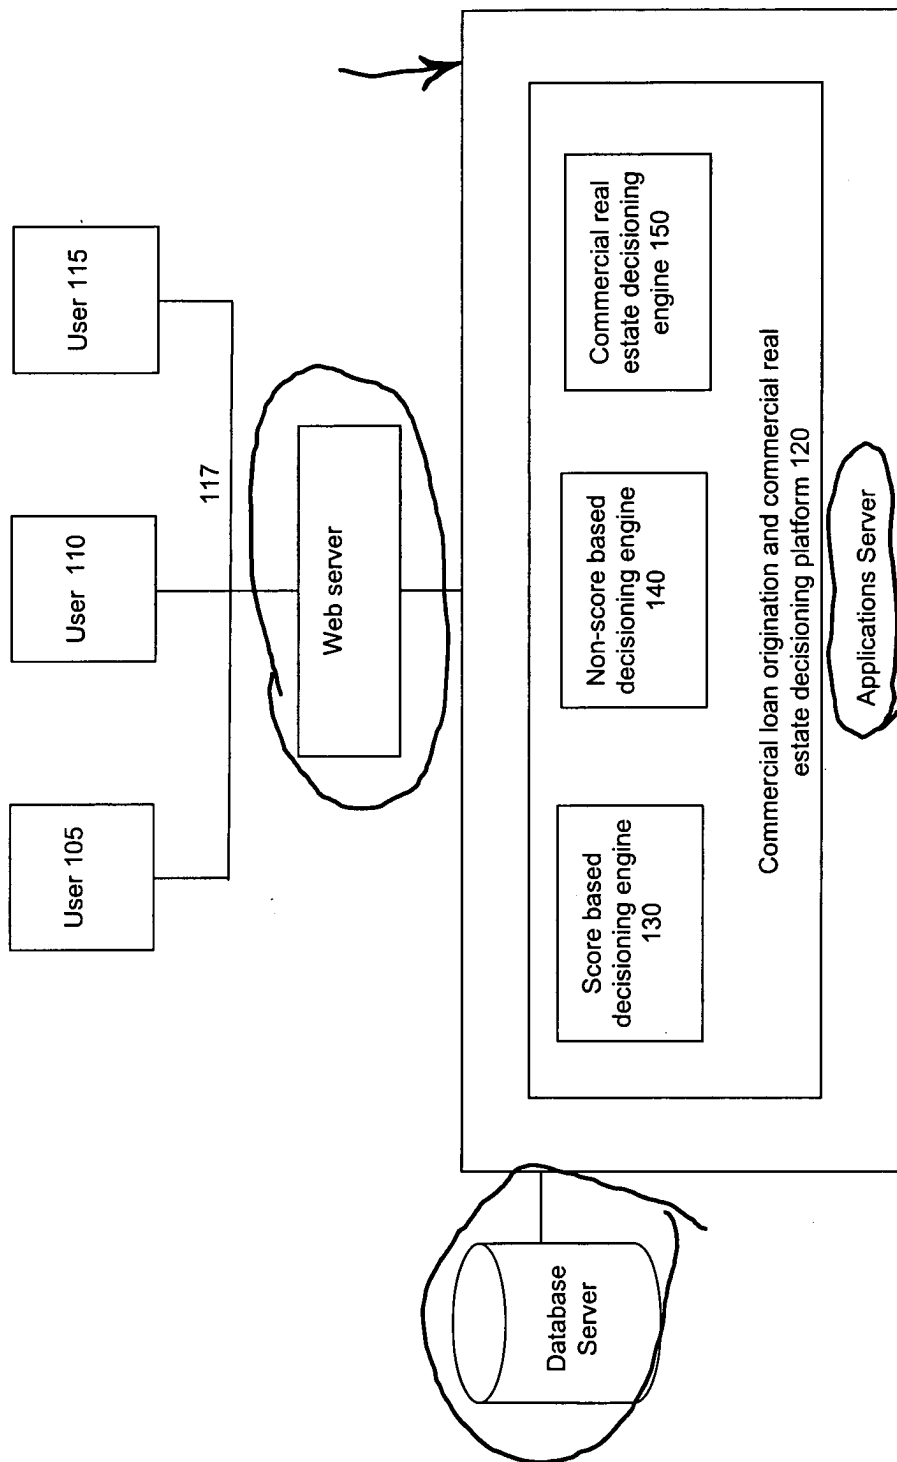 User 105
User 110
User 115
117
Web server
Database
Server
Score based
decisioning engine
130
Non-score based
decisioning engine
140
Commercial real
estate decisioning
engine 150
Commercial loan origination and commercial real
estate decisioning platform 120
Applications Server